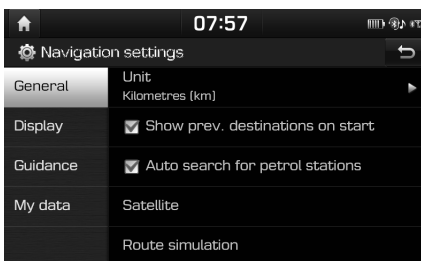 07:57
Navigation settings
General
Unit
Kilometres (km)
Display
Show prev. destinations on start
Guidance
Auto search for petrol stations
My data
Satellite
Route simulation